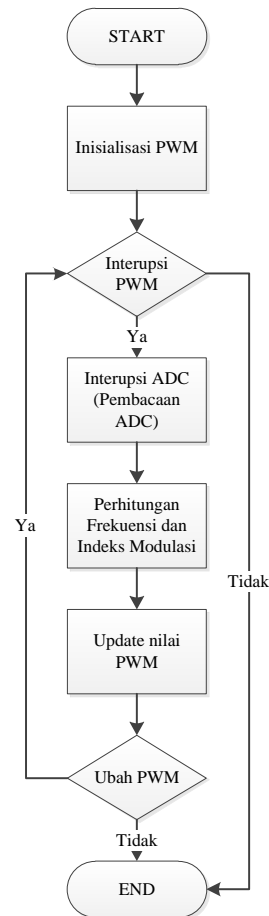 START
Inisialisasi PWM
Interupsi
PWM
Ya
Interupsi ADC
(Pembacaan
ADC)
Perhitungan
Frekuensi dan
Indeks Modulasi
Ya
Tidak
Update nilai
PWM
Ubah PWM
Tidak
END